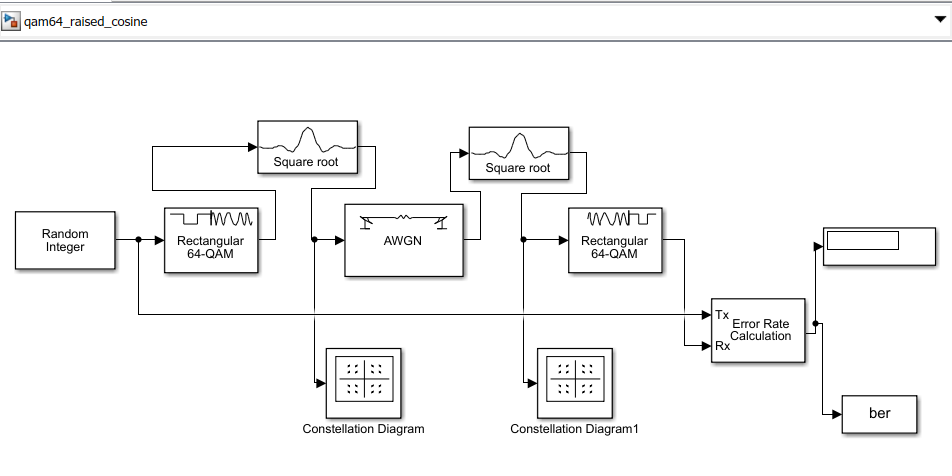 qam64_raised_cosine
Square root
Square root
Random
Integer
Rectangular
64-QAM
AWGN
Rectangular
64-QAM
Tx
Error Rate
Calculation
Rx
ber
Constellation Diagram
Constellation Diagram1